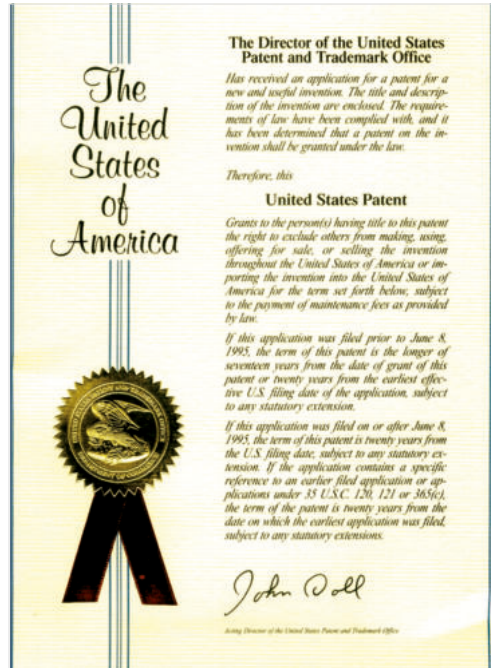 The
United
States
of
America
The Director of the United States
Patent and Trademark Office
Has received an application for a patent for a
new and useful invention. The title and descrip-
tion of the invention are enclosed. The require-
ments of law have been complied with, and it
has been determined that a patent on the in-
vention shall be granted under the law.
Therefore, this
United States Patent
Grants to the person(s) having title to this patent
the right to exclude others from making, using,
offering for sale, or selling the invention
throughout the United States of America or im-
porting the invention into the United States of
America for the term set forth below, subject
to the payment of maintenance fees as provided
by law.
If this application was filed prior to June 8,
1995, the term of this patent is the longer of
seventeen years from the date of grant of this
patent or twenty years from the earliest effec-
tive U.S. filing date of the application, subject
to any statutory extension.
If this application was filed on or after June 8,
1995, the term of this patent is twenty years from
the U.S. filing date, subject to any statutory ex-
tension. If the application contains a specific
reference to an earlier filed application or ap-
plications under 35 U.S.C. 120, 121 or 365(c),
the term of the patent is twenty years from the
date on which the earliest application was filed,
subject to any statutory extensions.
John Doll
Acting Director of the United States Patent and Trademark Office